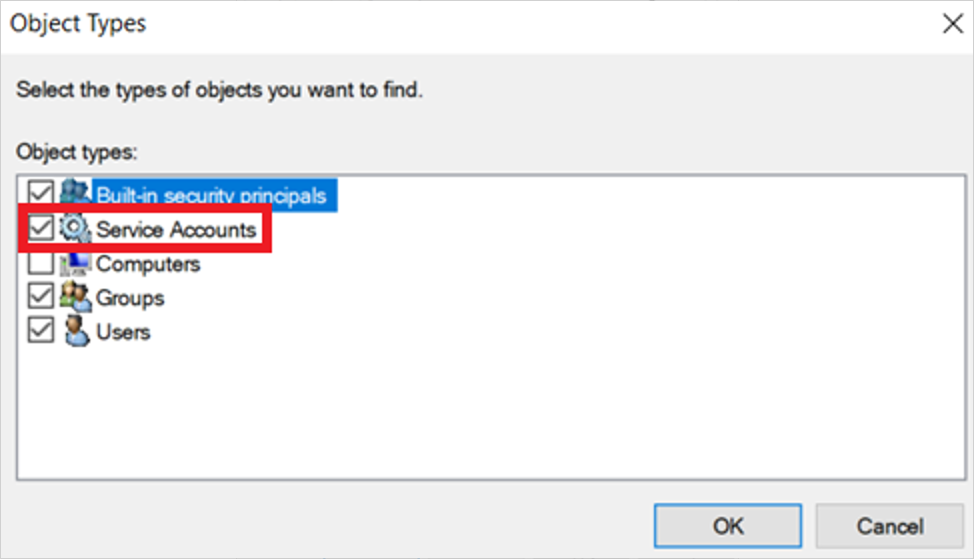 Object Types
Select the types of objects you want to find.
Object types:
Built-in security principals
Service Accounts
Computers
Groups
Users
OK
Cancel